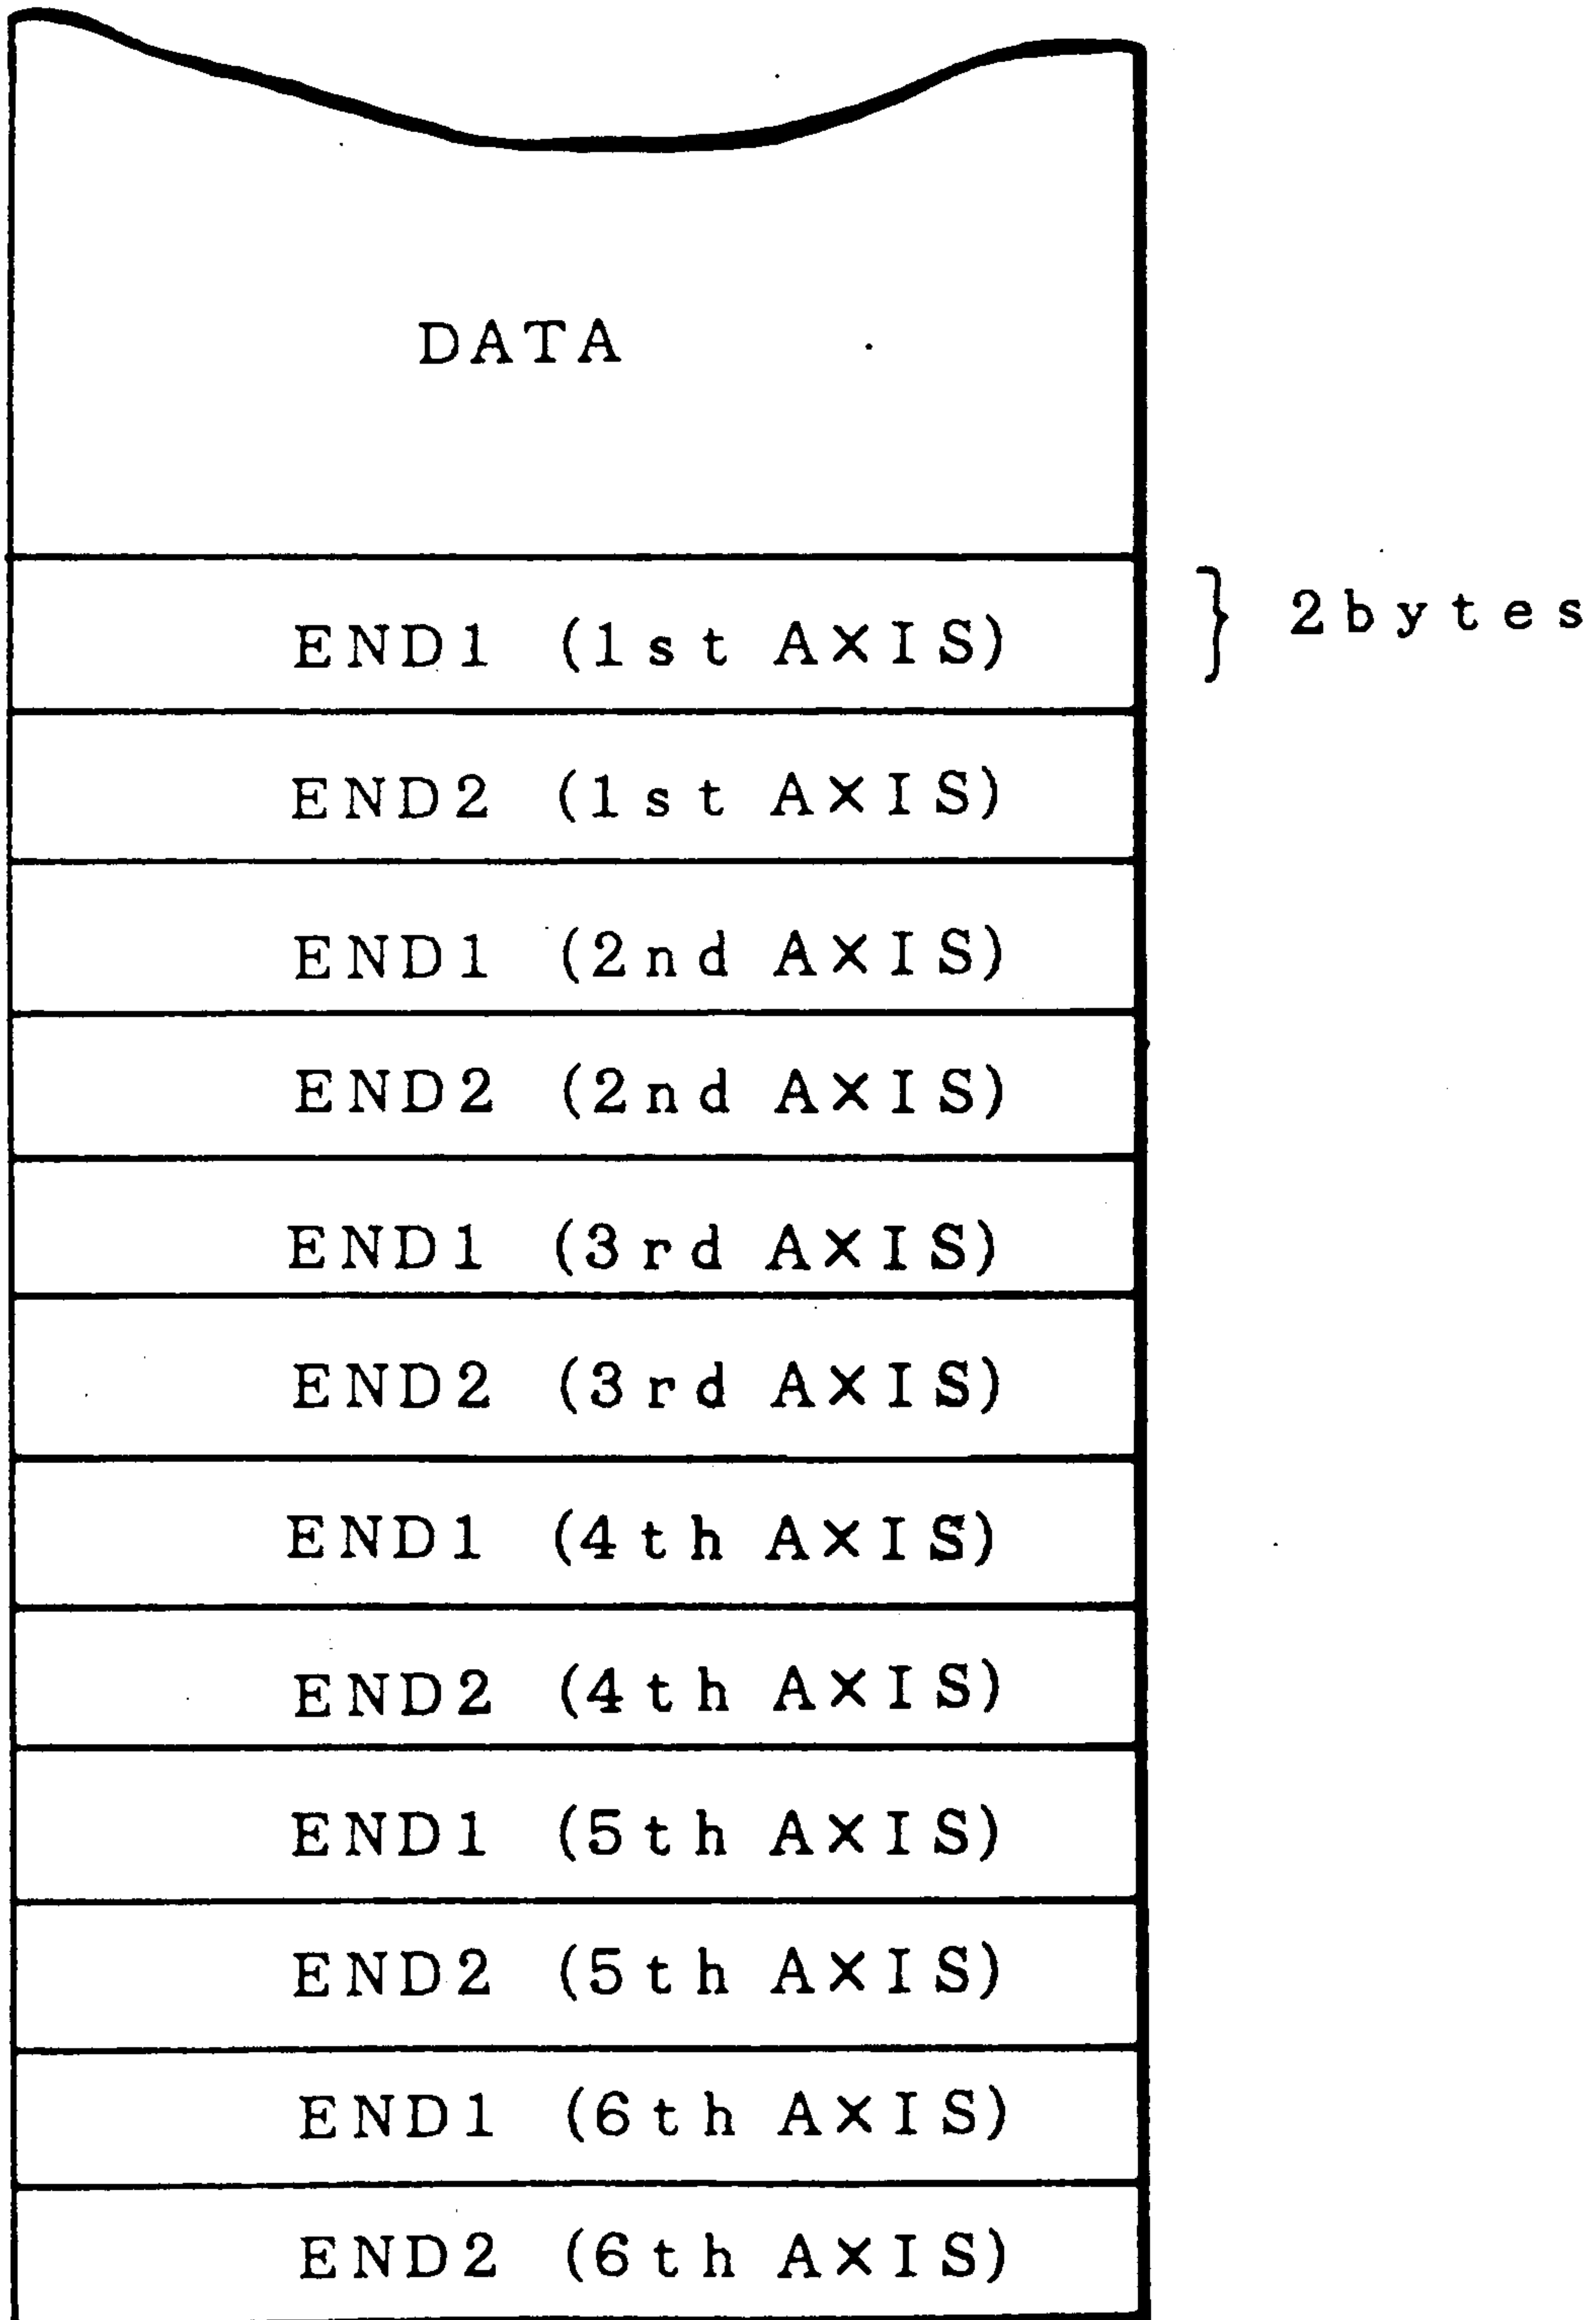 DATA
END1 (1st AXIS) } 2bytes
END2 (1st AXIS)
END1 (2nd AXIS)
END2 (2nd AXIS)
END1 (3rd AXIS)
END2 (3rd AXIS)
END1 (4th AXIS)
END2 (4th AXIS)
END1 (5th AXIS)
END2 (5th AXIS)
END1 (6th AXIS)
END2 (6th AXIS)